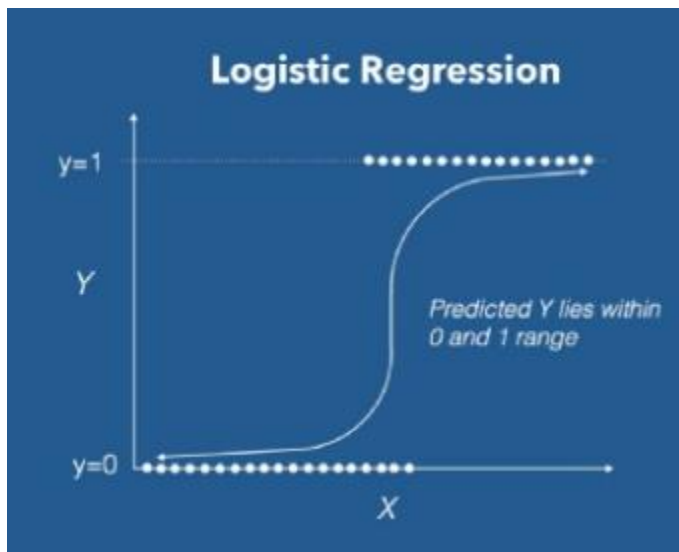 Logistic Regression
y=1
Y
Predicted Y lies within
0 and 1 range
y=0
X